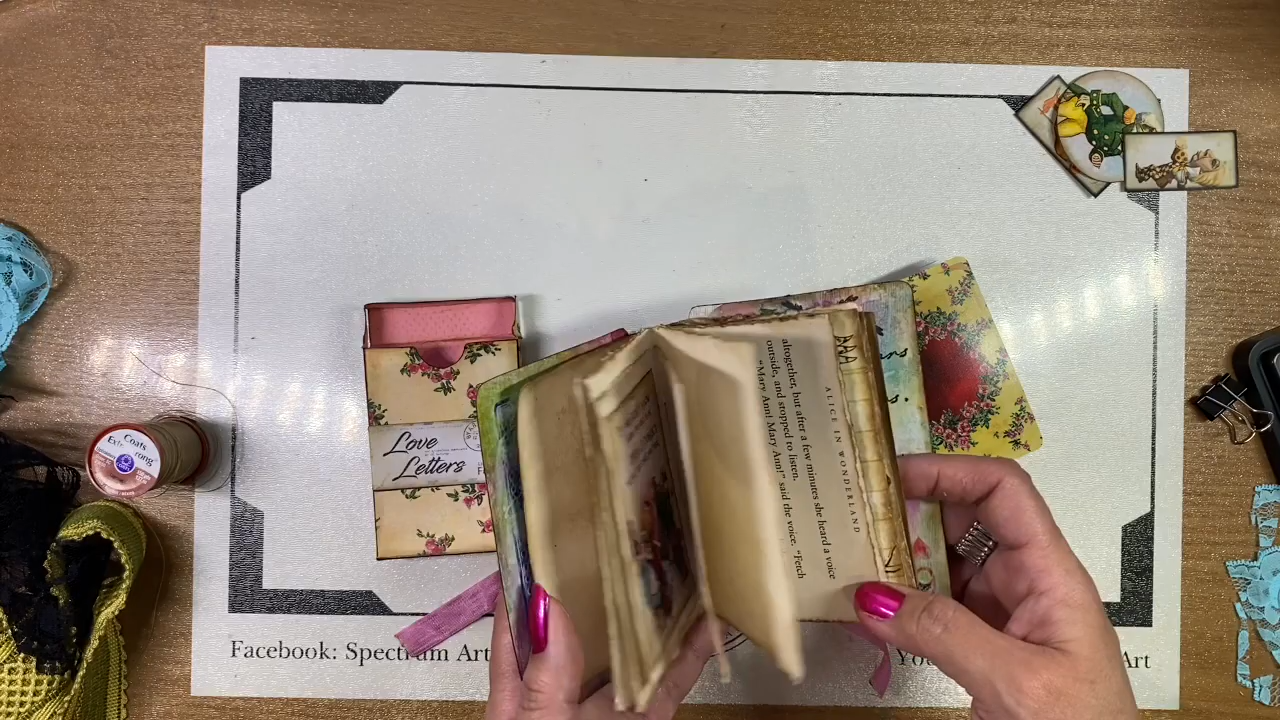 ALICE IN WONDERLAND
altogether, but after a few minutes she heard a voice
outside, and stopped to listen.
"Mary Ann! Mary Ann!" said the voice. "Fetch
Love
Letters
Coats
Facebook: Spectrum Art
Art